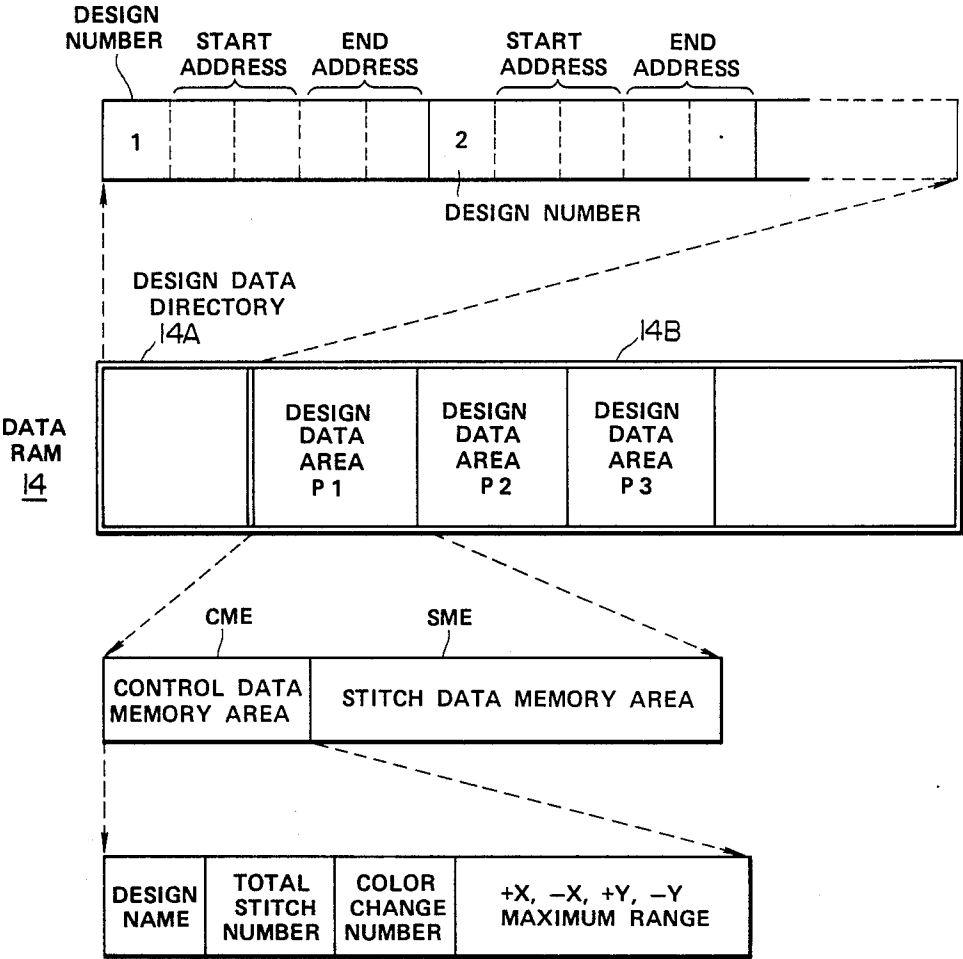 DESIGN
NUMBER
START
ADDRESS
END
ADDRESS
START
ADDRESS
END
ADDRESS
1
2
DESIGN NUMBER
DESIGN DATA
DIRECTORY
14A
14B
DATA
RAM
14
DESIGN
DATA
AREA
P1
DESIGN
DATA
AREA
P2
DESIGN
DATA
AREA
P3
CME
SME
CONTROL DATA
MEMORY AREA
STITCH DATA MEMORY AREA
DESIGN
NAME
TOTAL
STITCH
NUMBER
COLOR
CHANGE
NUMBER
+X, −X, +Y, −Y
MAXIMUM RANGE